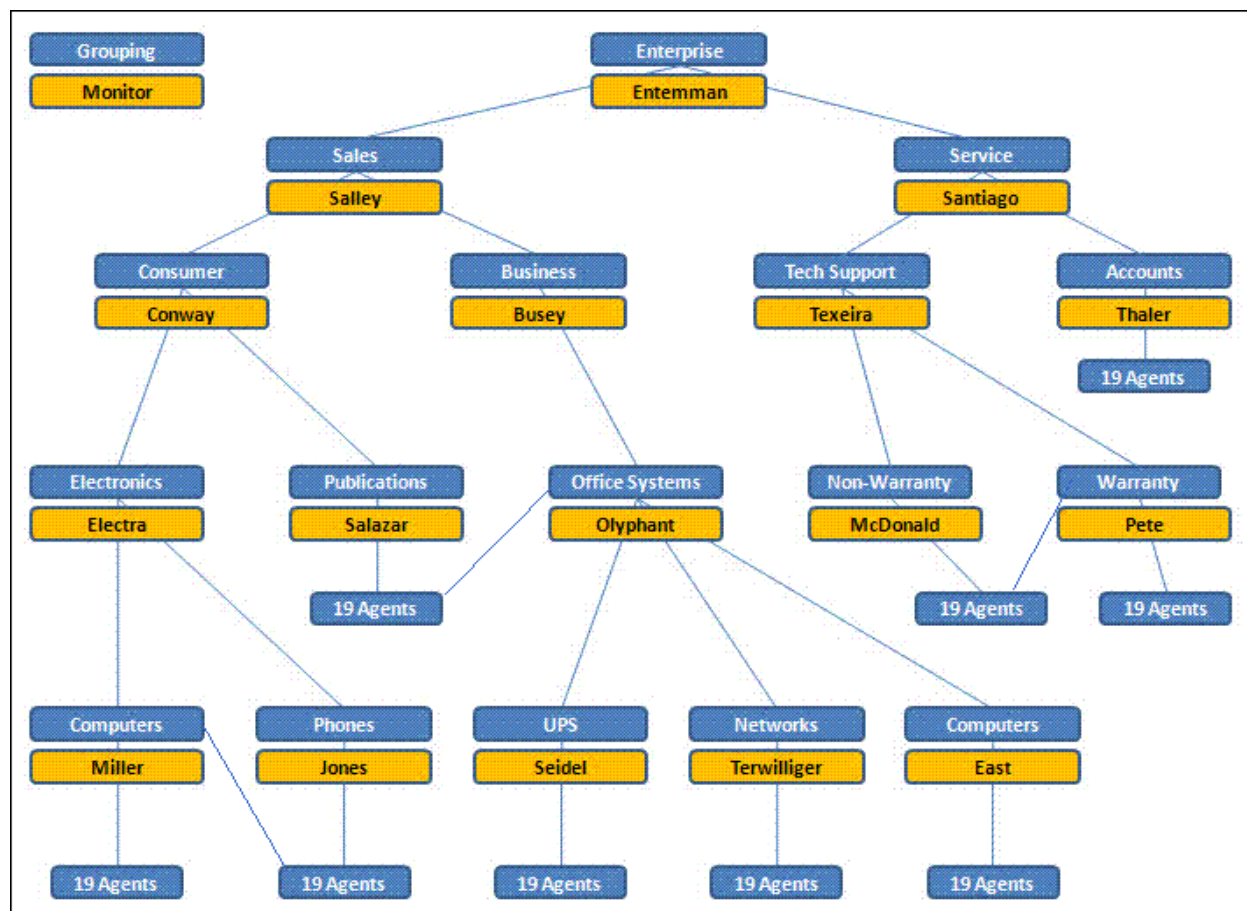 Grouping
Monitor
Enterprise
Entemman
Sales
Salley
Service
Santiago
Consumer
Conway
Business
Busey
Tech Support
Texeira
Accounts
Thaler
19 Agents
Electronics
Electra
Publications
Salazar
Office Systems
Olyphant
Non-Warranty
McDonald
Warranty
Pete
19 Agents
19 Agents
19 Agents
Computers
Miller
Phones
Jones
UPS
Seidel
Networks
Terwilliger
Computers
East
19 Agents
19 Agents
19 Agents
19 Agents
19 Agents